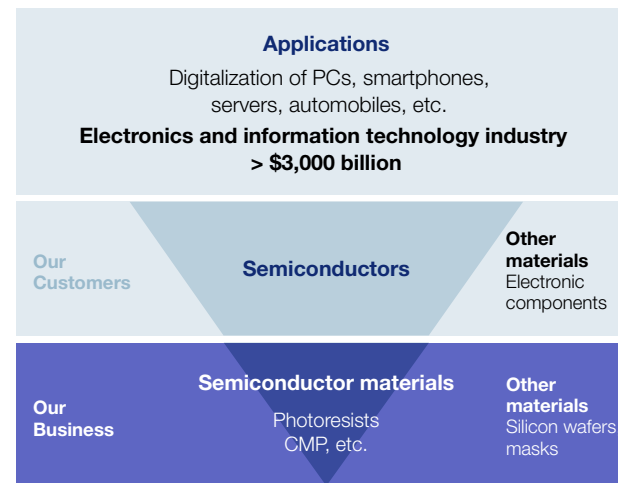 Applications
Digitalization of PCs, smartphones,
servers, automobiles, etc.
Electronics and information technology industry
> $3,000 billion
Our
Customers
Semiconductors
Other
materials
Electronic
components
Our
Business
Semiconductor materials
Photoresists
CMP, etc.
Other
materials
Silicon wafers
masks